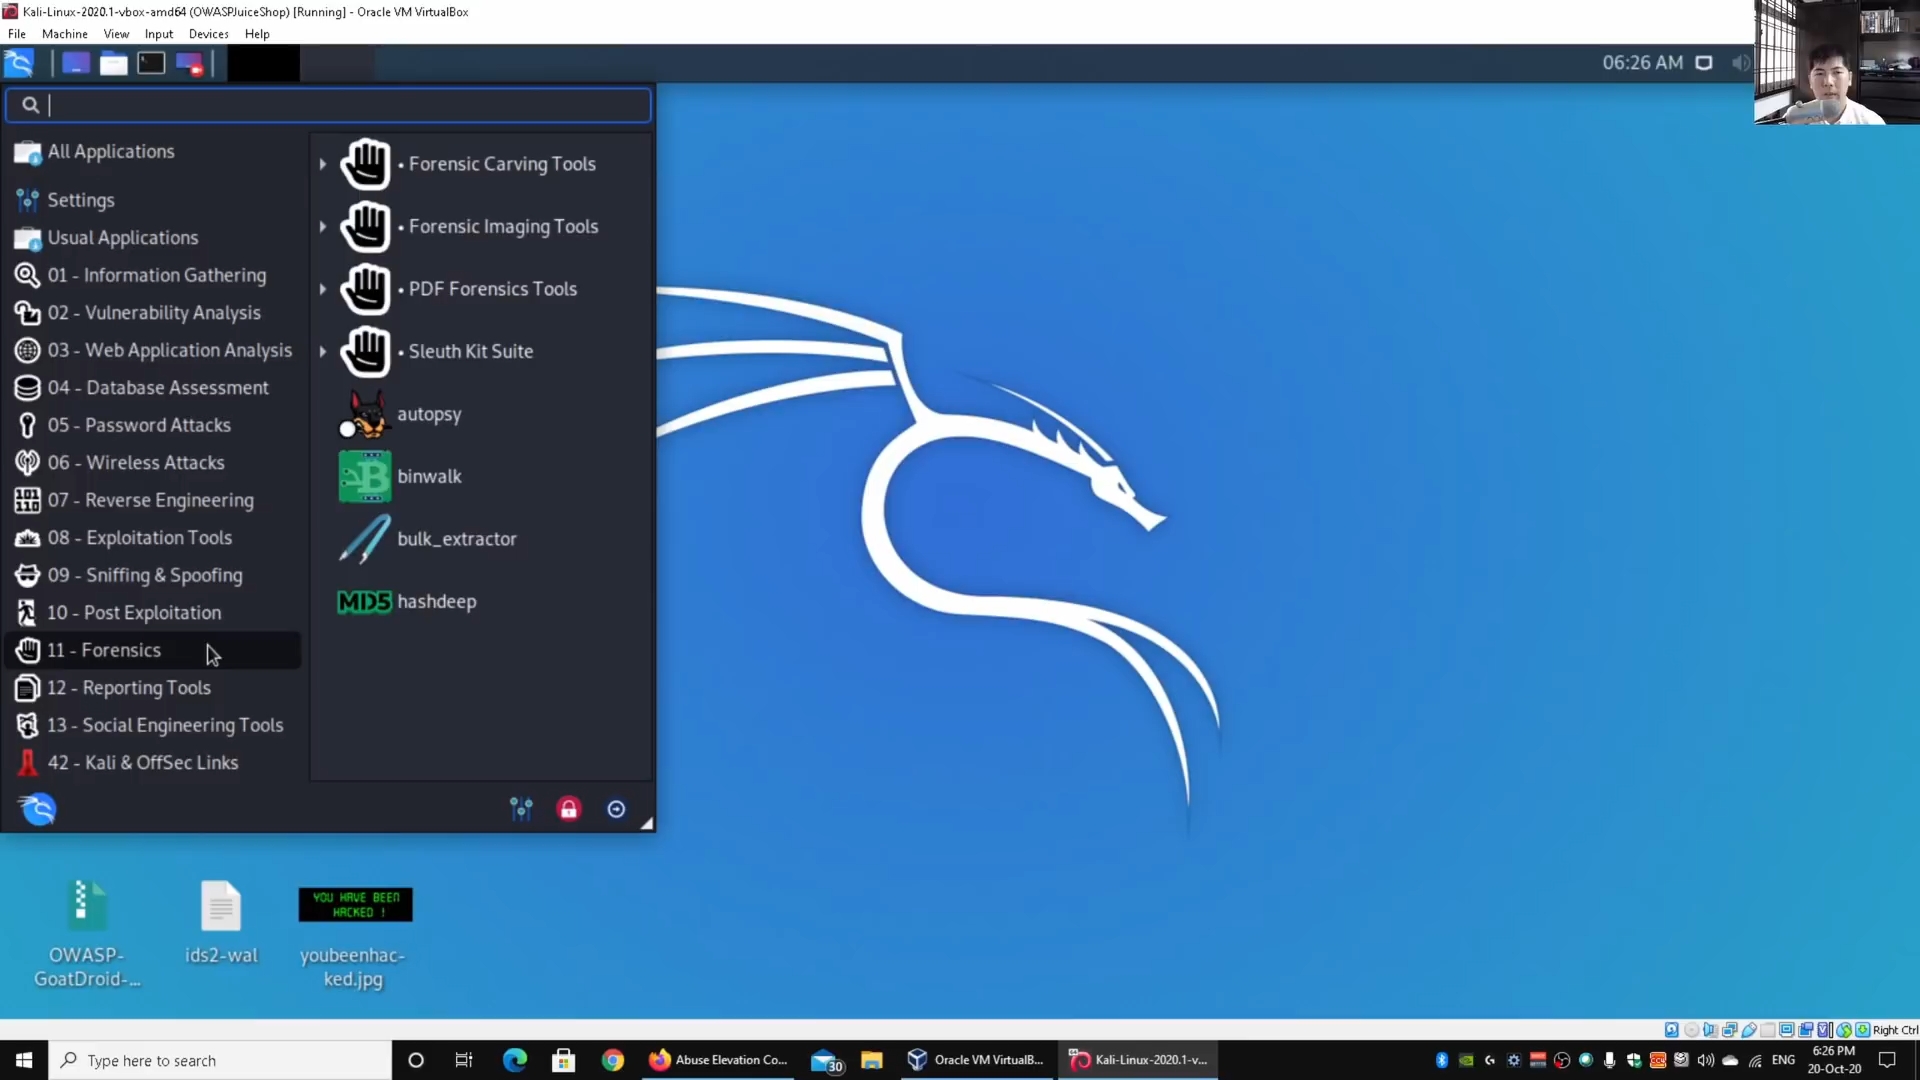 Kali-Linux-2020.1-vbox-amd64 (OWASPJuiceShop) [Running] - Oracle VM VirtualBox
File Machine View Input Devices Help
06:26 AM
All Applications
Settings
Usual Applications
01 - Information Gathering
02 - Vulnerability Analysis
03 - Web Application Analysis
04 - Database Assessment
05 - Password Attacks
06 - Wireless Attacks
07 - Reverse Engineering
08 - Exploitation Tools
09 - Sniffing & Spoofing
10 - Post Exploitation
11 - Forensics
12 - Reporting Tools
13 - Social Engineering Tools
42 - Kali & OffSec Links
• Forensic Carving Tools
• Forensic Imaging Tools
• PDF Forensics Tools
• Sleuth Kit Suite
autopsy
binwalk
bulk_extractor
MD5 hashdeep
YOU HAVE BEEN
HACKED !
OWASP-
GoatDroid-...
ids2-wal
youbeenhac-
ked.jpg
Right Ctrl
Type here to search
Abuse Elevation Co...
30
Oracle VM VirtualB...
Kali-Linux-2020.1-v...
ENG
6:26 PM
20-Oct-20